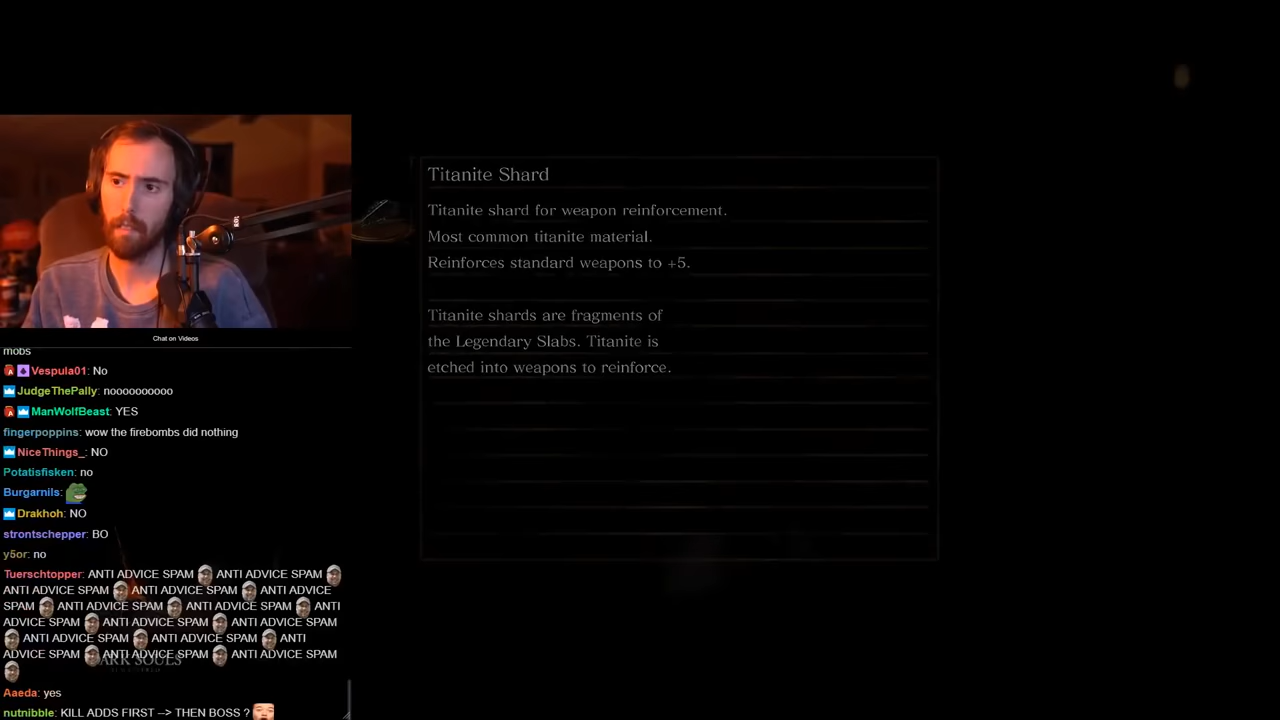 Titanite Shard
Titanite shard for weapon reinforcement.
Most common titanite material.
Reinforces standard weapons to +5.
Titanite shards are fragments of
the Legendary Slabs. Titanite is
etched into weapons to reinforce.
Chat on Videos
mobs
Vespula01: No
JudgeThePally: noooooooooo
ManWolfBeast: YES
fingerpoppins: wow the firebombs did nothing
NiceThings_: NO
Potatisfisken: no
Burgarnils:
Drakhoh: NO
strontschepper: BO
y5or: no
Tuerschtopper: ANTI ADVICE SPAM ANTI ADVICE SPAM
ANTI ADVICE SPAM ANTI ADVICE SPAM ANTI ADVICE
SPAM ANTI ADVICE SPAM ANTI ADVICE SPAM ANTI
ADVICE SPAM ANTI ADVICE SPAM ANTI ADVICE SPAM
ANTI ADVICE SPAM ANTI ADVICE SPAM ANTI
ADVICE SPAM ANTI ADVICE SPAM ANTI ADVICE SPAM
ARK SOULS
Aaeda: yes
nutnibble: KILL ADDS FIRST --> THEN BOSS ?